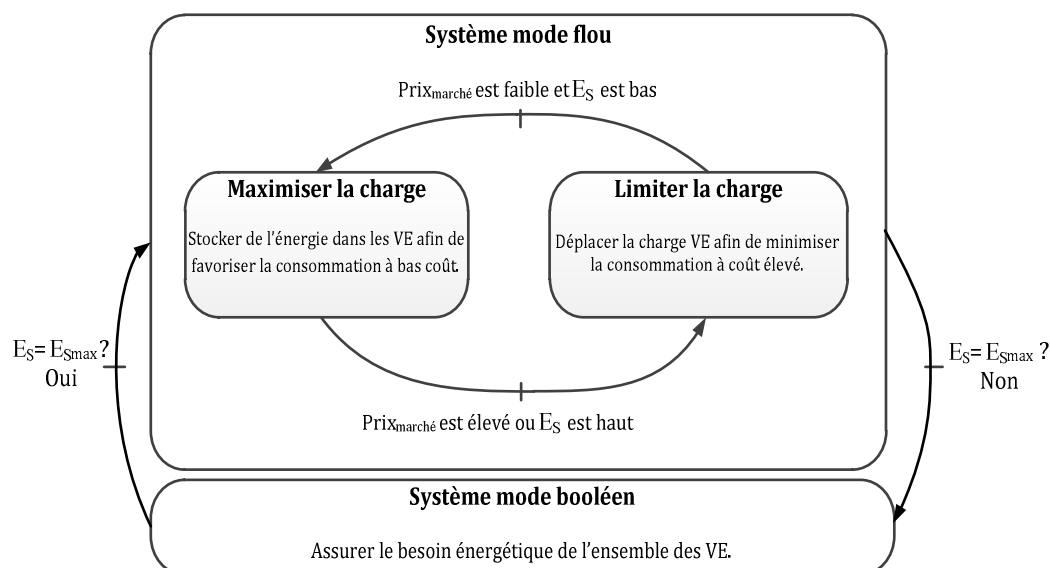 Système mode flou
Prixmarché est faible et ES est bas
Maximiser la charge
Stocker de l'énergie dans les VE afin de
favoriser la consommation à bas coût.
Limiter la charge
Déplacer la charge VE afin de minimiser
la consommation à coût élevé.
ES= ESmax?
Oui
ES= ESmax ?
Non
Prixmarché est élevé ou ES est haut
Système mode booléen
Assurer le besoin énergétique de l'ensemble des VE.